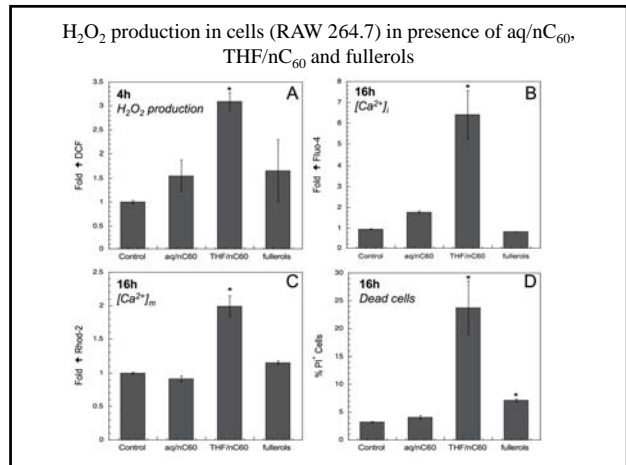 H₂O₂ production in cells (RAW 264.7) in presence of aq/nC₆₀,
THF/nC₆₀ and fullerols
4h
H₂O₂ production
A
Fold ↑ DCF
3.5
3
2.5
2
1.5
1
0.5
0
Control aq/nC60 THF/nC60 fullerols
*
16h
[Ca²⁺]ᵢ
B
Fold ↑ Fluo-4
8
7
6
5
4
3
2
1
0
Control aq/nC60 THF/nC60 fullerols
*
16h
[Ca²⁺]ₘ
C
Fold ↑ Rhod-2
2.5
2
1.5
1
0.5
0
Control aq/nC60 THF/nC60 fullerols
*
16h
Dead cells
D
% PI⁺ Cells
30
25
20
15
10
5
0
Control aq/nC60 THF/nC60 fullerols
*
*